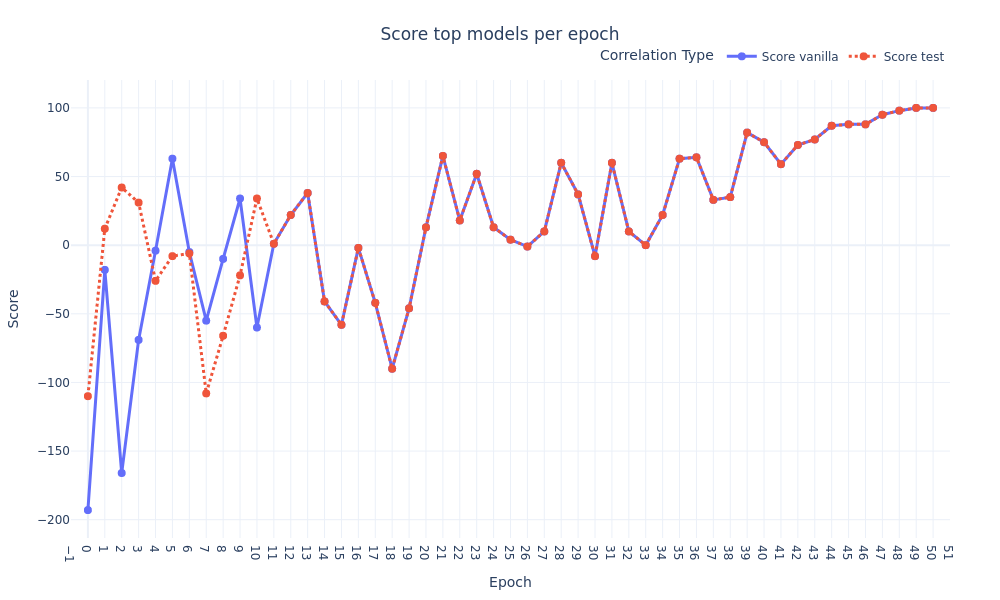 Score top models per epoch
Correlation Type Score vanilla Score test
100
50
0
−50
−100
−150
−200
Score
−1 0 1 2 3 4 5 6 7 8 9 10 11 12 13 14 15 16 17 18 19 20 21 22 23 24 25 26 27 28 29 30 31 32 33 34 35 36 37 38 39 40 41 42 43 44 45 46 47 48 49 50 51
Epoch